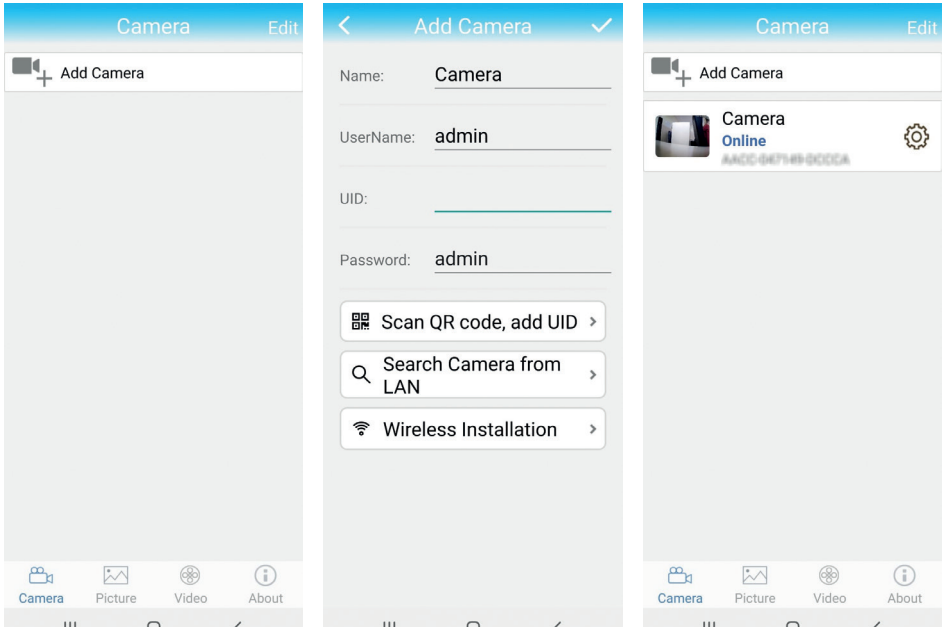 Camera
Edit
Add Camera
Camera
Picture
Video
About
Add Camera
Name:
Camera
UserName:
admin
UID:
Password:
admin
Scan QR code, add UID
Search Camera from
LAN
Wireless Installation
Camera
Edit
Add Camera
Camera
Online
Camera
Picture
Video
About